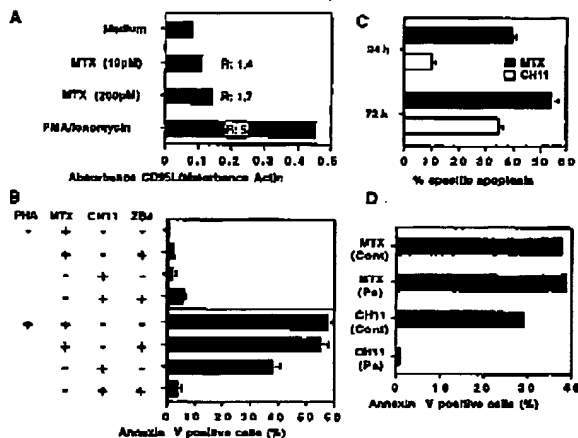 A
Medium
MTX (10µM) R: 1,4
MTX (200µM) R: 1,7
PMA/Ionomycin R: 5
0 0.1 0.2 0.3 0.4 0.5
Absorbance CD95L/Absorbance Actin
C
24 h
72 h
MTX
CH11
0 10 20 30 40 50 60
% specific apoptosis
B
PHA MTX CH11 ZB4
- + - -
+ - +
- + -
- + +
+ + - -
+ - +
- + -
- + +
0 10 20 30 40 50 60
Annexin V positive cells (%)
D
MTX
(Cont)
MTX
(Pa)
CH11
(Cont)
CH11
(Pa)
0 10 20 30 40
Annexin V positive cells (%)